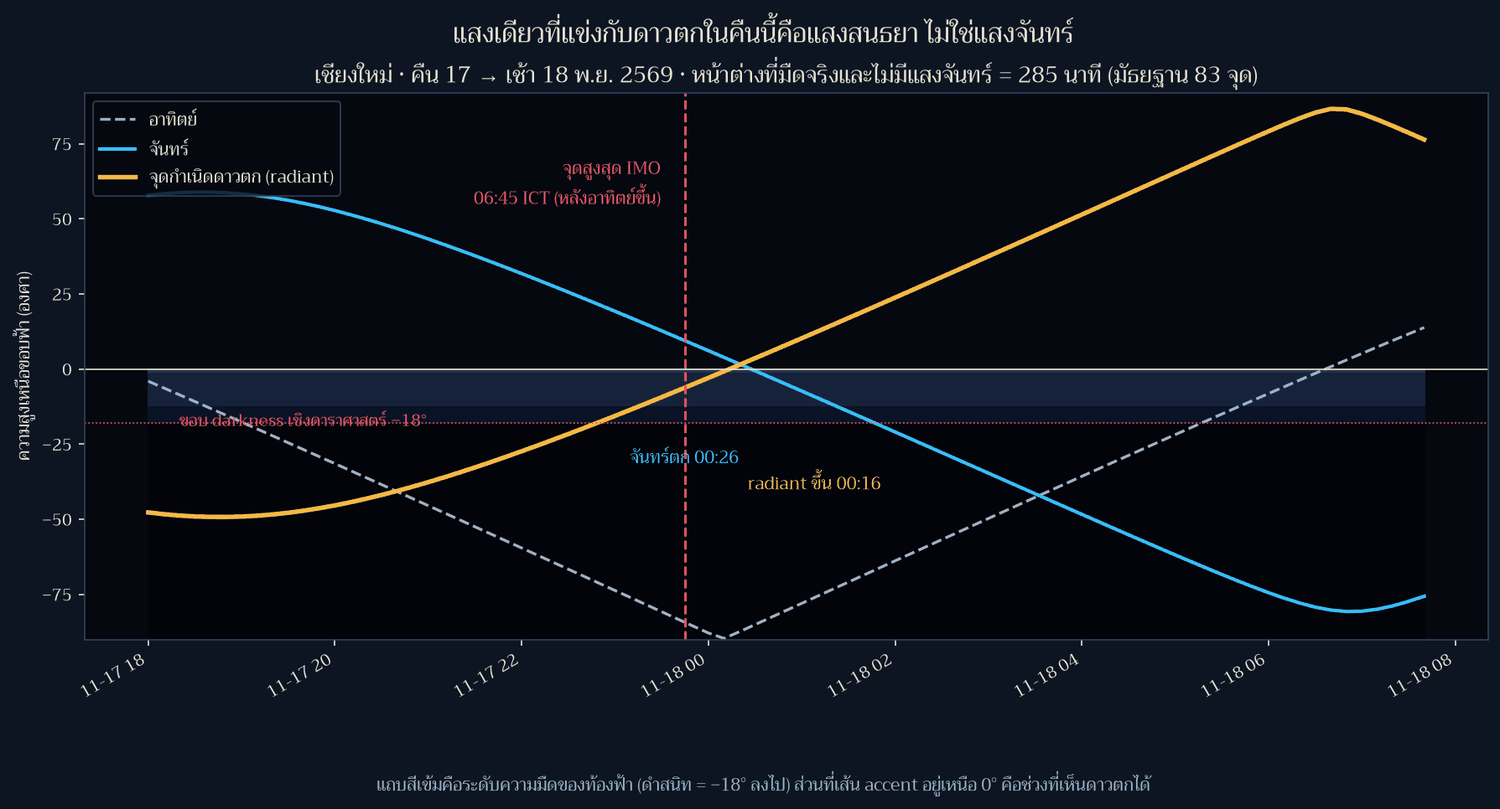 แสงเดียวที่แข่งกับดาวตกในคืนนี้คือแสงสนธยา ไม่ใช่แสงจันทร์
เชียงใหม่ · คืน 17 → เช้า 18 พ.ย. 2569 · หน้าต่างที่มืดจริงและไม่มีแสงจันทร์ = 285 นาที (มัธยฐาน 83 จุด)
อาทิตย์
จันทร์
จุดกำเนิดดาวตก (radiant)
จุดสูงสุด IMO
06:45 ICT (หลังอาทิตย์ขึ้น)
ความสูงเหนือขอบฟ้า (องศา)
75
50
25
0
−25
−50
−75
ขอบ darkness เชิงดาราศาสตร์ −18°
จันทร์ตก 00:26
radiant ขึ้น 00:16
11-17 18
11-17 20
11-17 22
11-18 00
11-18 02
11-18 04
11-18 06
11-18 08
แถบสีเข้มคือระดับความมืดของท้องฟ้า (ดำสนิท = −18° ลงไป) ส่วนที่เส้น accent อยู่เหนือ 0° คือช่วงที่เห็นดาวตกได้